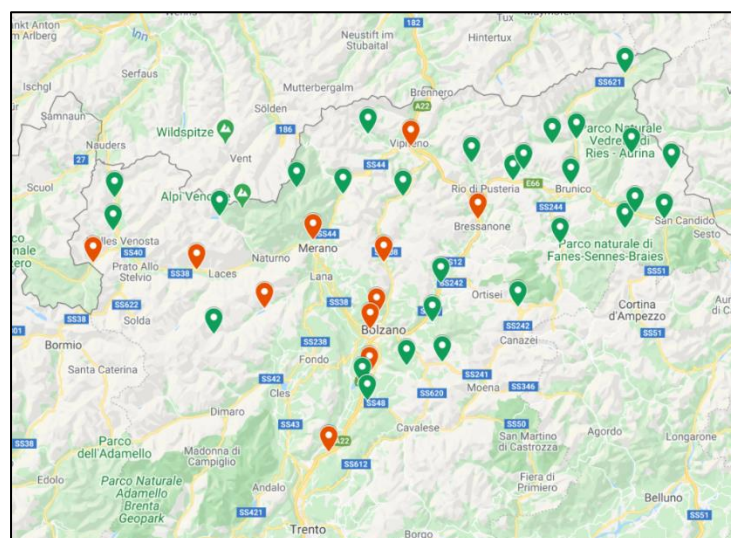 nkt Anton
m Arlberg
Wenns
Inn
Neustift im
Stubaital
182
Tux
Hintertux
Ischgl
Serfaus
Mutterbergalm
Brennero
A22
SS621
Samnaun
Nauders
Wildspitze
Sölden
186
Vent
27
Scuol
Vipiteno
SS44
Parco Naturale
Vedrette di
Ries - Aurina
Rio di Pusteria
E66
Brunico
Alpi Venoste
SS244
San Candido
Sesto
SS44
Merano
Bressanone
Parco naturale di
Fanes-Sennes-Braies
SS51
SS40
Naturno
SS38
Laces
Prato Allo
Stelvio
Lana
SS12
SS242
Ortisei
SS622
Solda
SS38
Bormio
SS38
Bolzano
SS242
Cortina
d'Ampezzo
SS51
SS238
Fondo
Canazei
Santa Caterina
SS42
Cles
SS241
Moena
SS346
SS620
SS48
Dimaro
SS43
Cavalese
SS50
San Martino
di Castrozza
Agordo
Longarone
SS38
Parco
dell'Adamello
Madonna di
Campiglio
A22
SS612
Edolo
Parco Naturale
Adamello
Brenta
Geopark
Andalo
Fiera di
Primiero
Belluno
SS421
Trento
Borgo
SS51